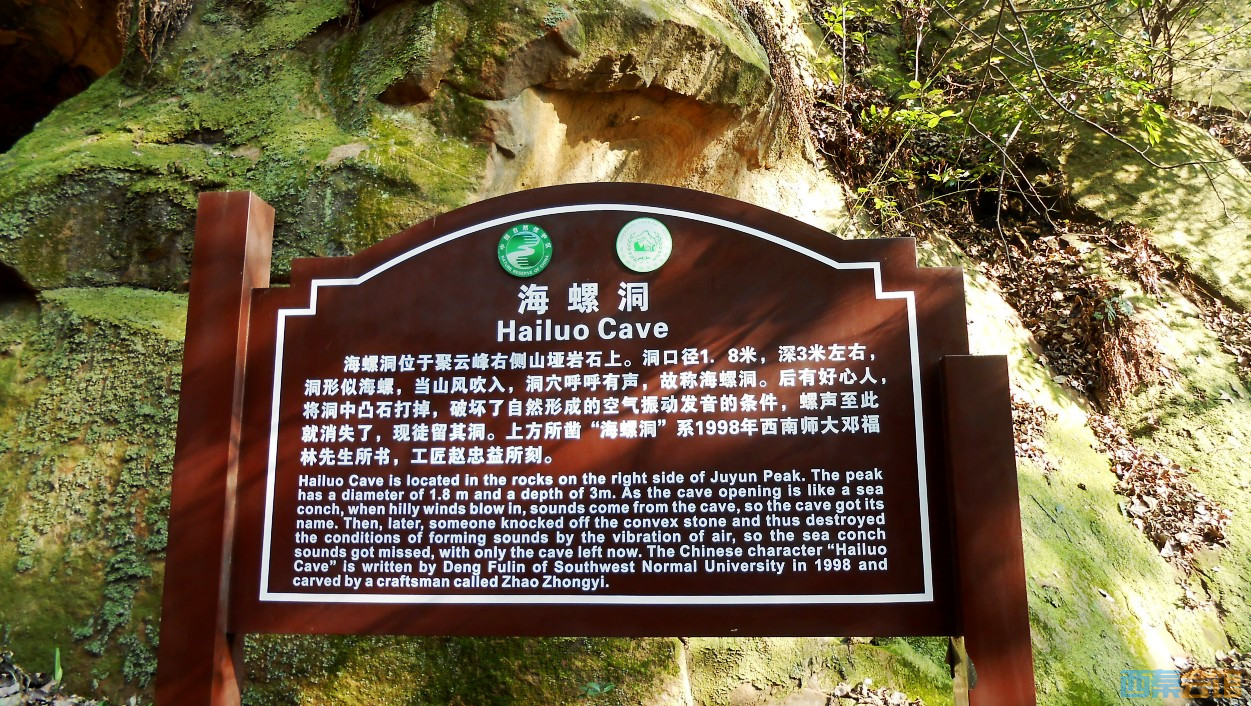 海螺洞
Hailuo Cave
海螺洞位于聚云峰右侧山垭岩石上。洞口径1．8米，深3米左右，
洞形似海螺，当山风吹入，洞穴呼呼有声，故称海螺洞。后有好心人，
将洞中凸石打掉，破坏了自然形成的空气振动发音的条件，螺声至此
就消失了，现徒留其洞。上方所凿“海螺洞”系1998年西南师大邓福
林先生所书，工匠赵忠益所刻。
Hailuo Cave is located in the rocks on the right side of Juyun Peak. The peak
has a diameter of 1.8 m and a depth of 3m. As the cave opening is like a sea
conch, when hilly winds blow in, sounds come from the cave, so the cave got its
name. Then, later, someone knocked off the convex stone and thus destroyed
the conditions of forming sounds by the vibration of air, so the sea conch
sounds got missed, with only the cave left now. The Chinese character “Hailuo
Cave” is written by Deng Fulin of Southwest Normal University in 1998 and
carved by a craftsman called Zhao Zhongyi.